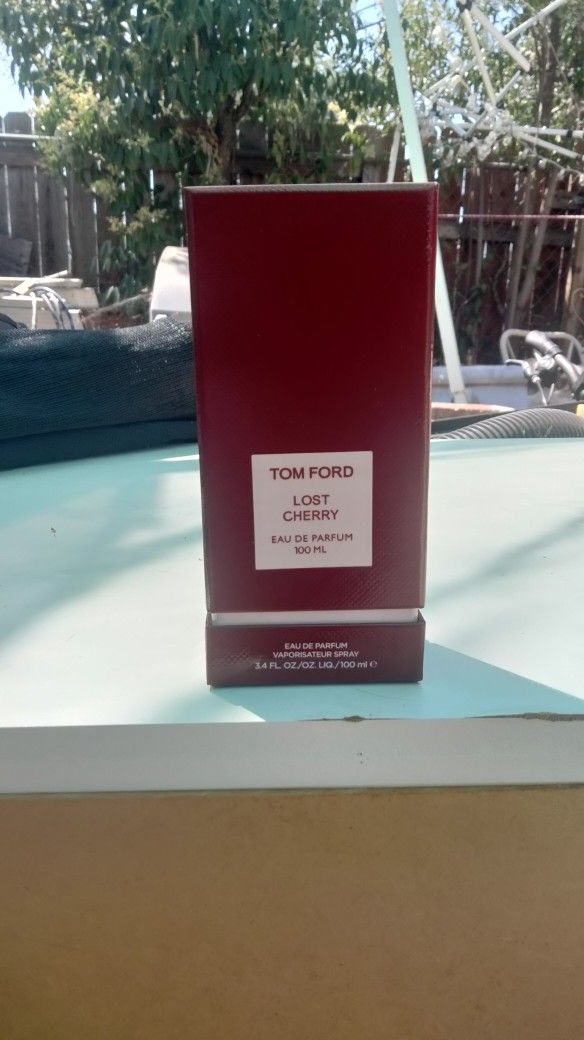 TOM FORD
LOST
CHERRY
EAU DE PARFUM
100 ML
EAU DE PARFUM
VAPORISATEUR SPRAY
3.4 FL. OZ./OZ. LIQ./100 ml ℮